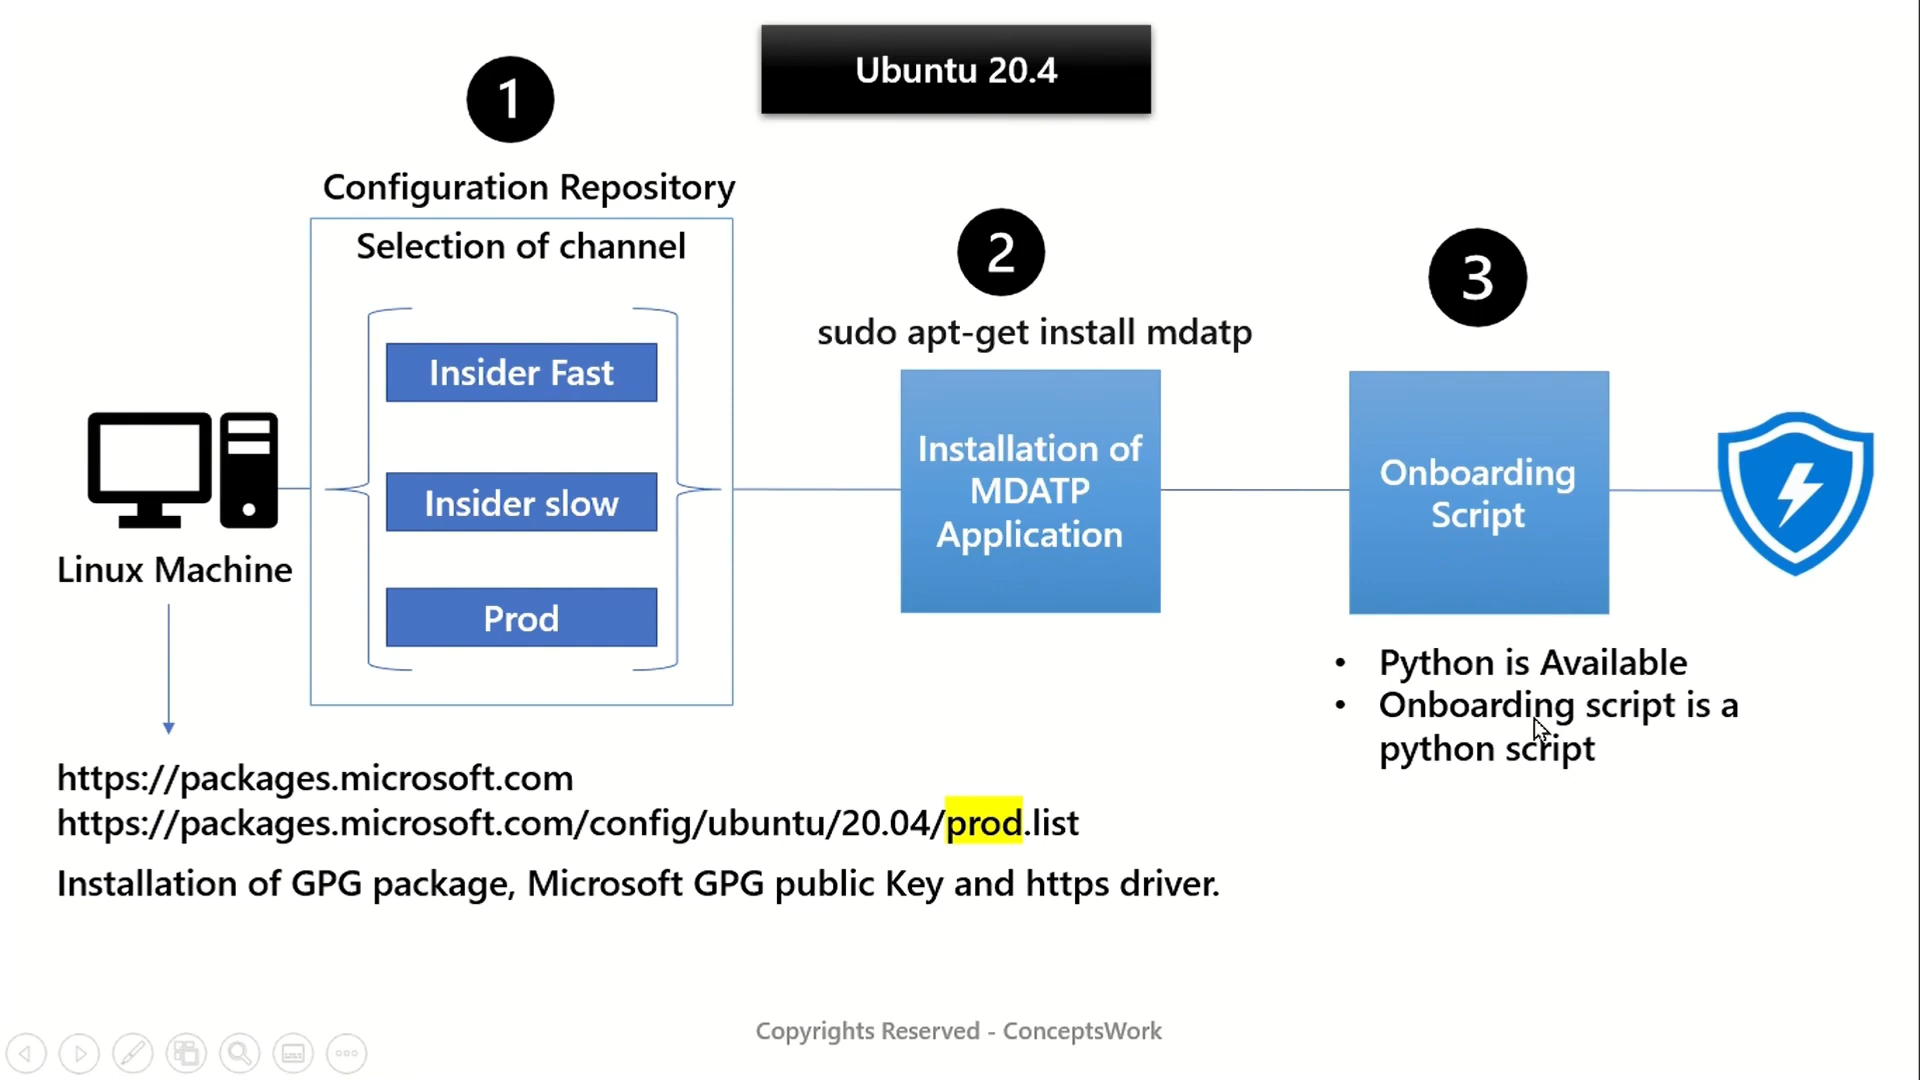 Ubuntu 20.4
1
Configuration Repository
Selection of channel
Insider Fast
Insider slow
Prod
Linux Machine
https://packages.microsoft.com
https://packages.microsoft.com/config/ubuntu/20.04/prod.list
Installation of GPG package, Microsoft GPG public Key and https driver.
2
sudo apt-get install mdatp
Installation of
MDATP
Application
3
Onboarding
Script
• Python is Available
• Onboarding script is a
python script
Copyrights Reserved - ConceptsWork